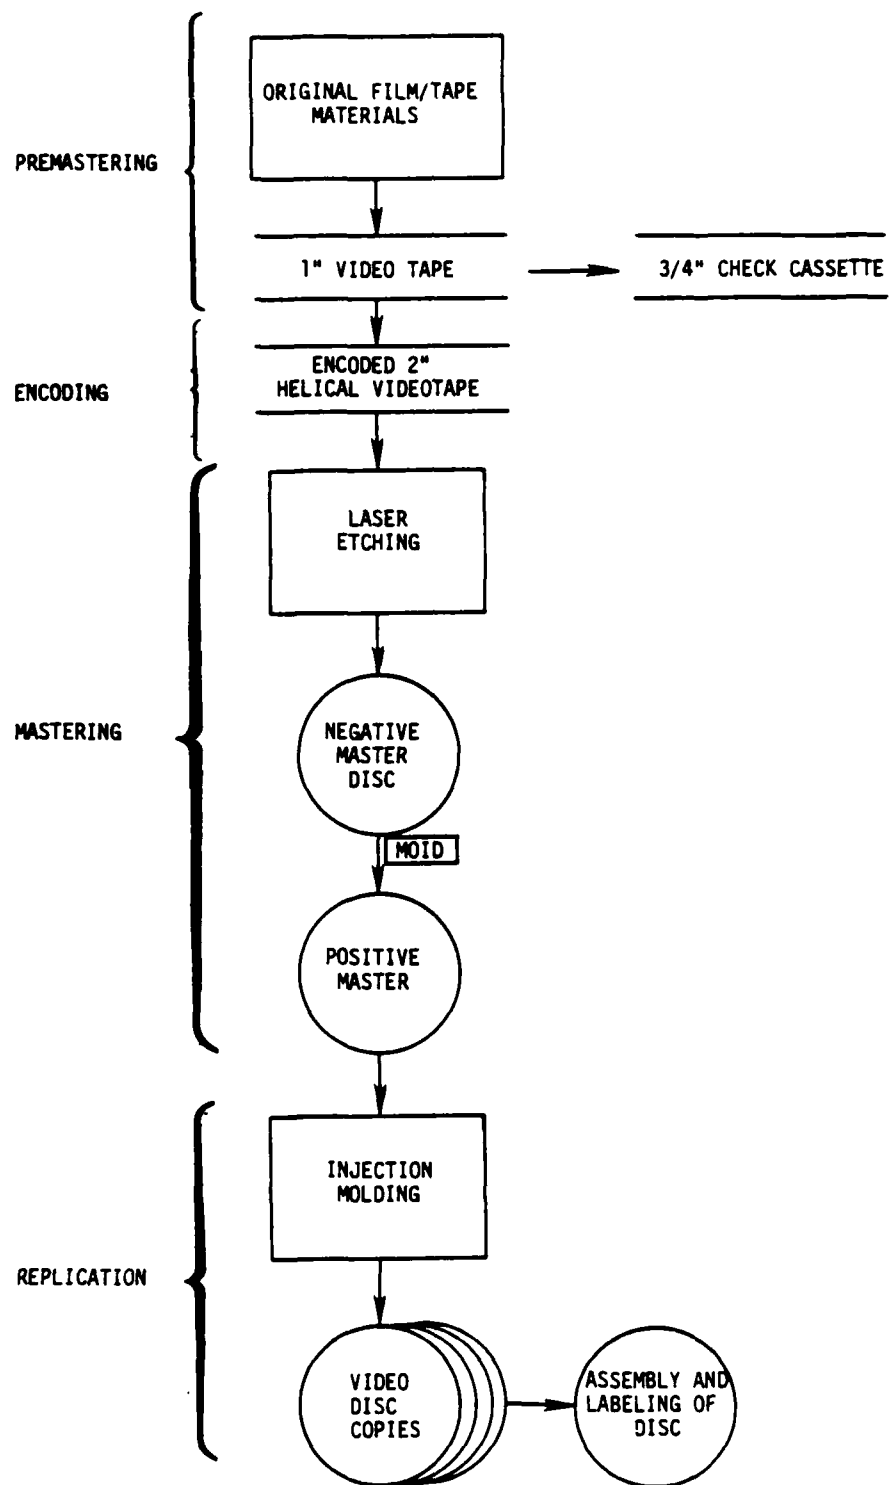 ORIGINAL FILM/TAPE
MATERIALS
PREMASTERING
1" VIDEO TAPE
3/4" CHECK CASSETTE
ENCODED 2"
HELICAL VIDEOTAPE
ENCODING
LASER
ETCHING
NEGATIVE
MASTER
DISC
MASTERING
MOID
POSITIVE
MASTER
INJECTION
MOLDING
REPLICATION
VIDEO
DISC
COPIES
ASSEMBLY AND
LABELING OF
DISC